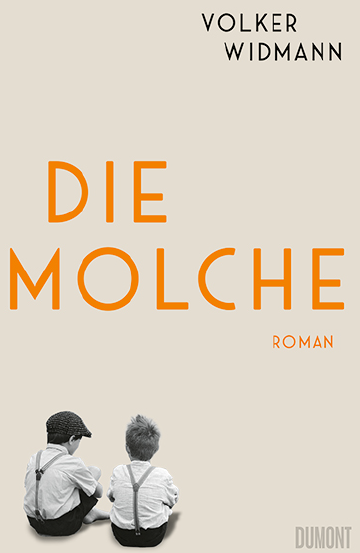 VOLKER
WIDMANN
DIE
MOLCHE
ROMAN
DUMONT